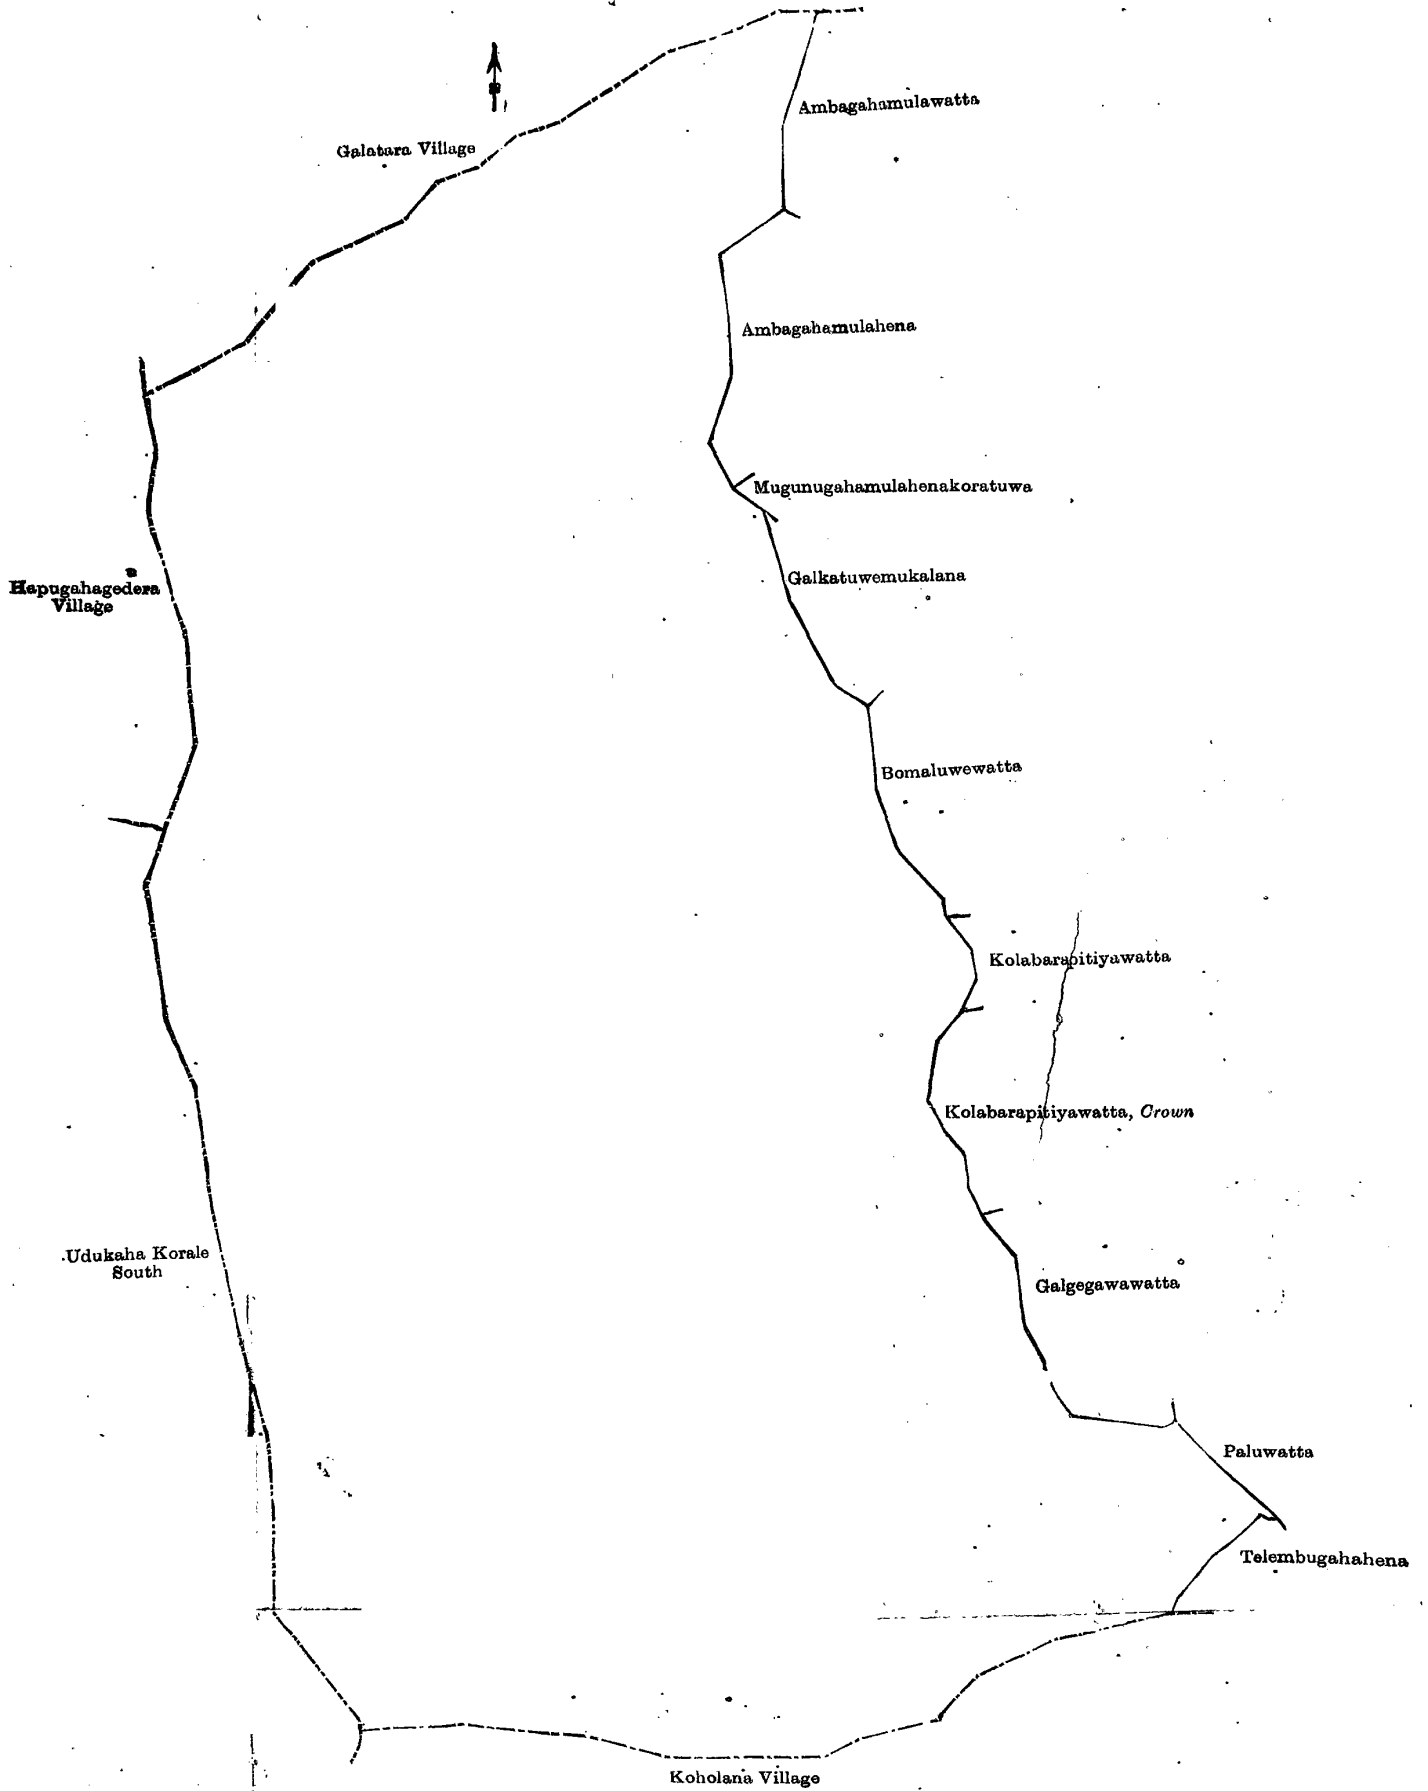 Ambagahamulawatta
Galatara Village
Ambagahamulahena
Mugunugahamulahenakoratuwa
Galkatuwemukalana
Hapugahagedera
Village
Bomaluwewatta
Kolabarapitiyawatta
Kolabarapitiyawatta, Crown
Udukaha Korale
South
Galgegawawatta
Paluwatta
Telembugahahena
Koholana Village